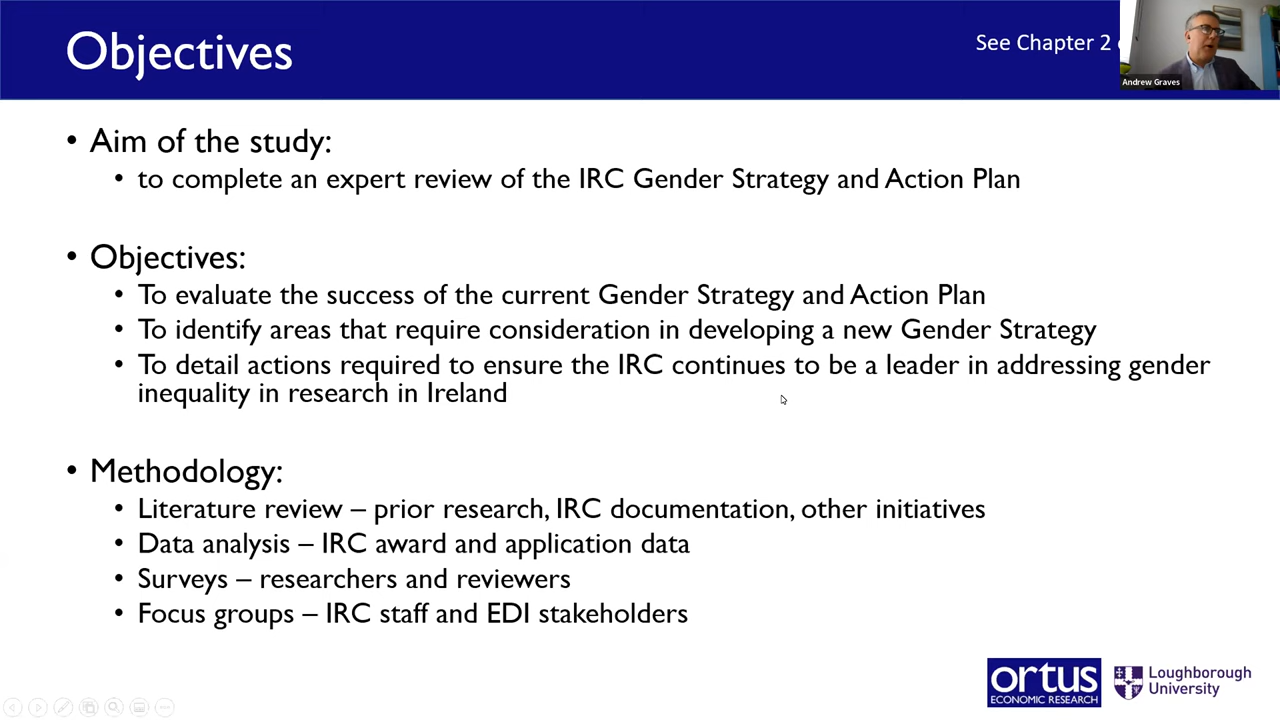 Objectives
See Chapter 2
Andrew Graves
• Aim of the study:
• to complete an expert review of the IRC Gender Strategy and Action Plan
• Objectives:
• To evaluate the success of the current Gender Strategy and Action Plan
• To identify areas that require consideration in developing a new Gender Strategy
• To detail actions required to ensure the IRC continues to be a leader in addressing gender
inequality in research in Ireland
• Methodology:
• Literature review – prior research, IRC documentation, other initiatives
• Data analysis – IRC award and application data
• Surveys – researchers and reviewers
• Focus groups – IRC staff and EDI stakeholders
ortus
ECONOMIC RESEARCH
Loughborough
University